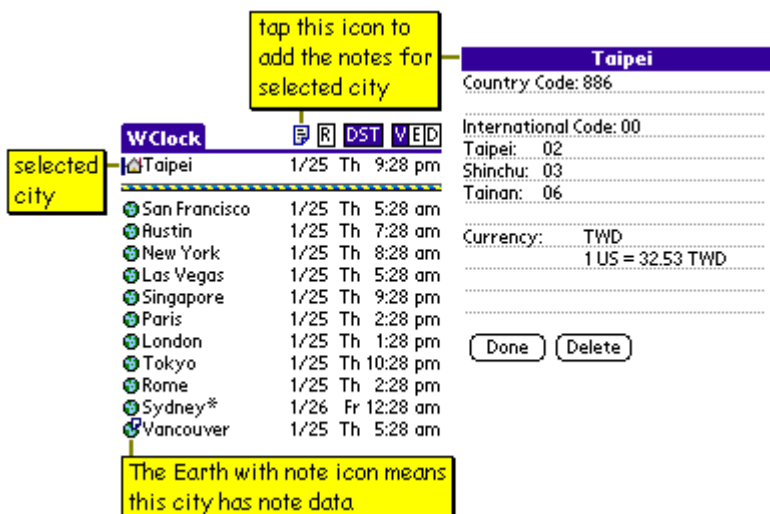 tap this icon to
add the notes for
selected city
WClock R DST V E D
selected
city
Taipei 1/25 Th 9:28 pm
San Francisco 1/25 Th 5:28 am
Austin 1/25 Th 7:28 am
New York 1/25 Th 8:28 am
Las Vegas 1/25 Th 5:28 am
Singapore 1/25 Th 9:28 pm
Paris 1/25 Th 2:28 pm
London 1/25 Th 1:28 pm
Tokyo 1/25 Th 10:28 pm
Rome 1/25 Th 2:28 pm
Sydney* 1/26 Fr 12:28 am
Vancouver 1/25 Th 5:28 am
The Earth with note icon means
this city has note data
Taipei
Country Code: 886
International Code: 00
Taipei: 02
Shinchu: 03
Tainan: 06
Currency: TWD
1 US = 32.53 TWD
Done Delete